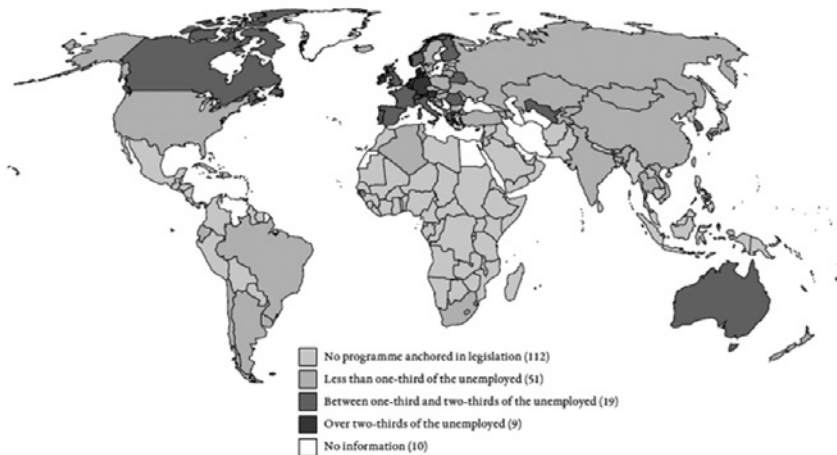 No programme anchored in legislation (112)
Less than one-third of the unemployed (51)
Between one-third and two-thirds of the unemployed (19)
Over two-thirds of the unemployed (9)
No information (10)